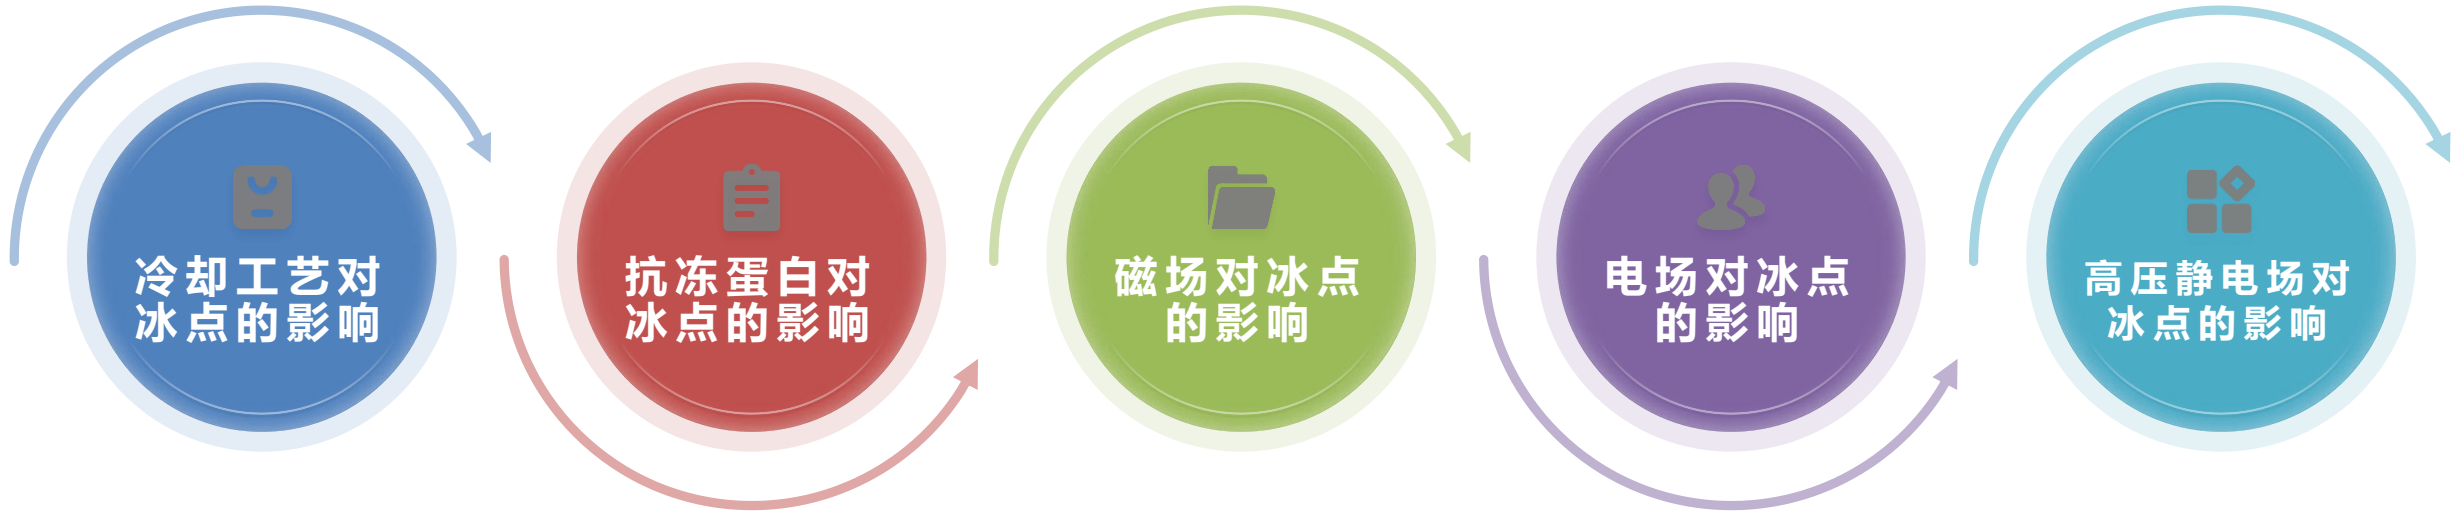 冷却工艺对
冰点的影响
抗冻蛋白对
冰点的影响
磁场对冰点
的影响
电场对冰点
的影响
高压静电场对
冰点的影响